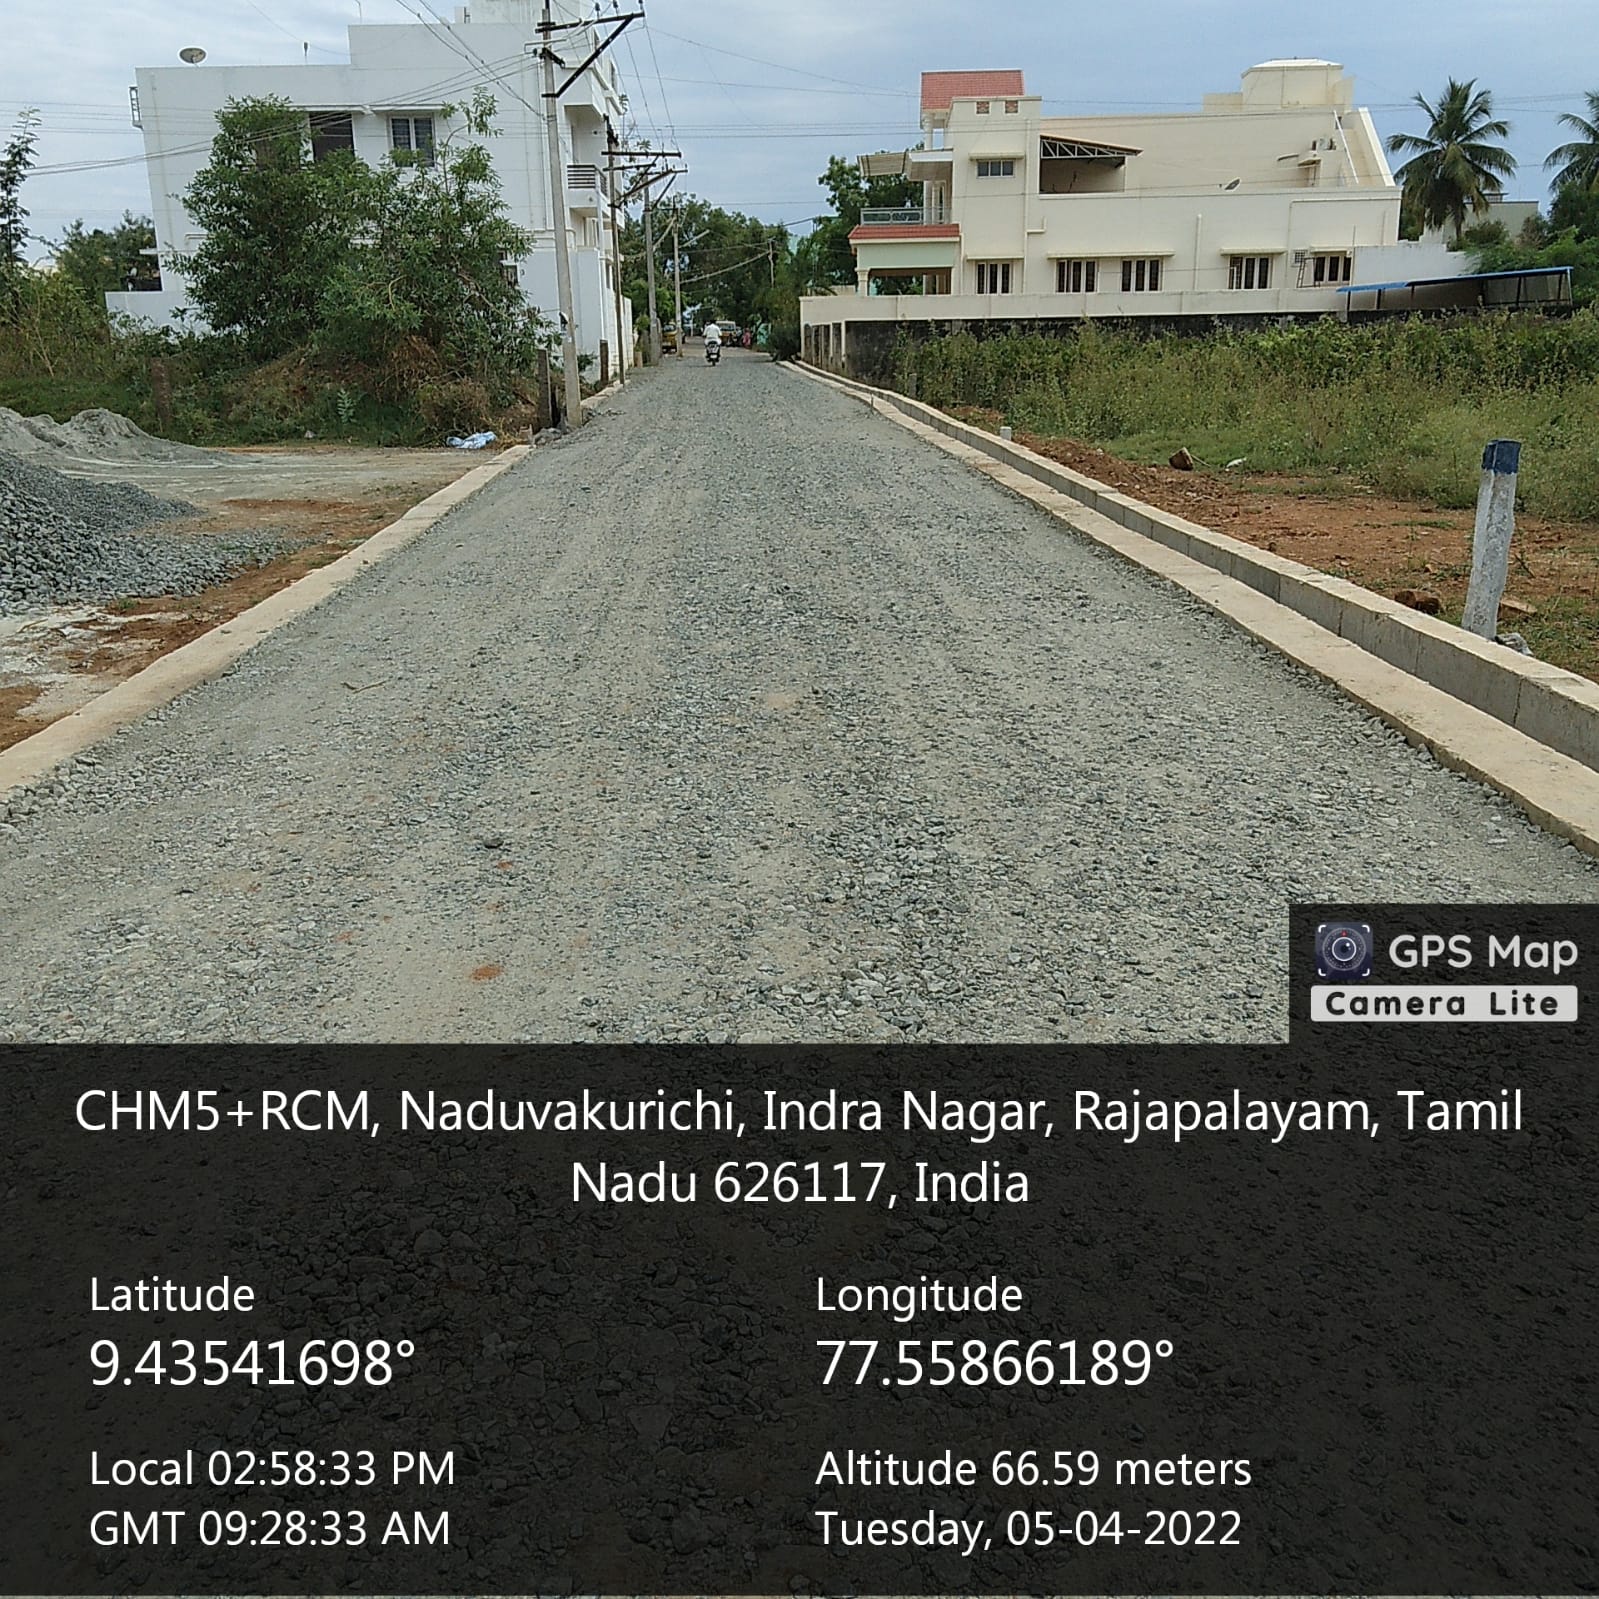 GPS Map
Camera Lite
CHM5+RCM, Naduvakurichi, Indra Nagar, Rajapalayam, Tamil
Nadu 626117, India
Latitude
9.43541698°
Longitude
77.55866189°
Local 02:58:33 PM
GMT 09:28:33 AM
Altitude 66.59 meters
Tuesday, 05-04-2022